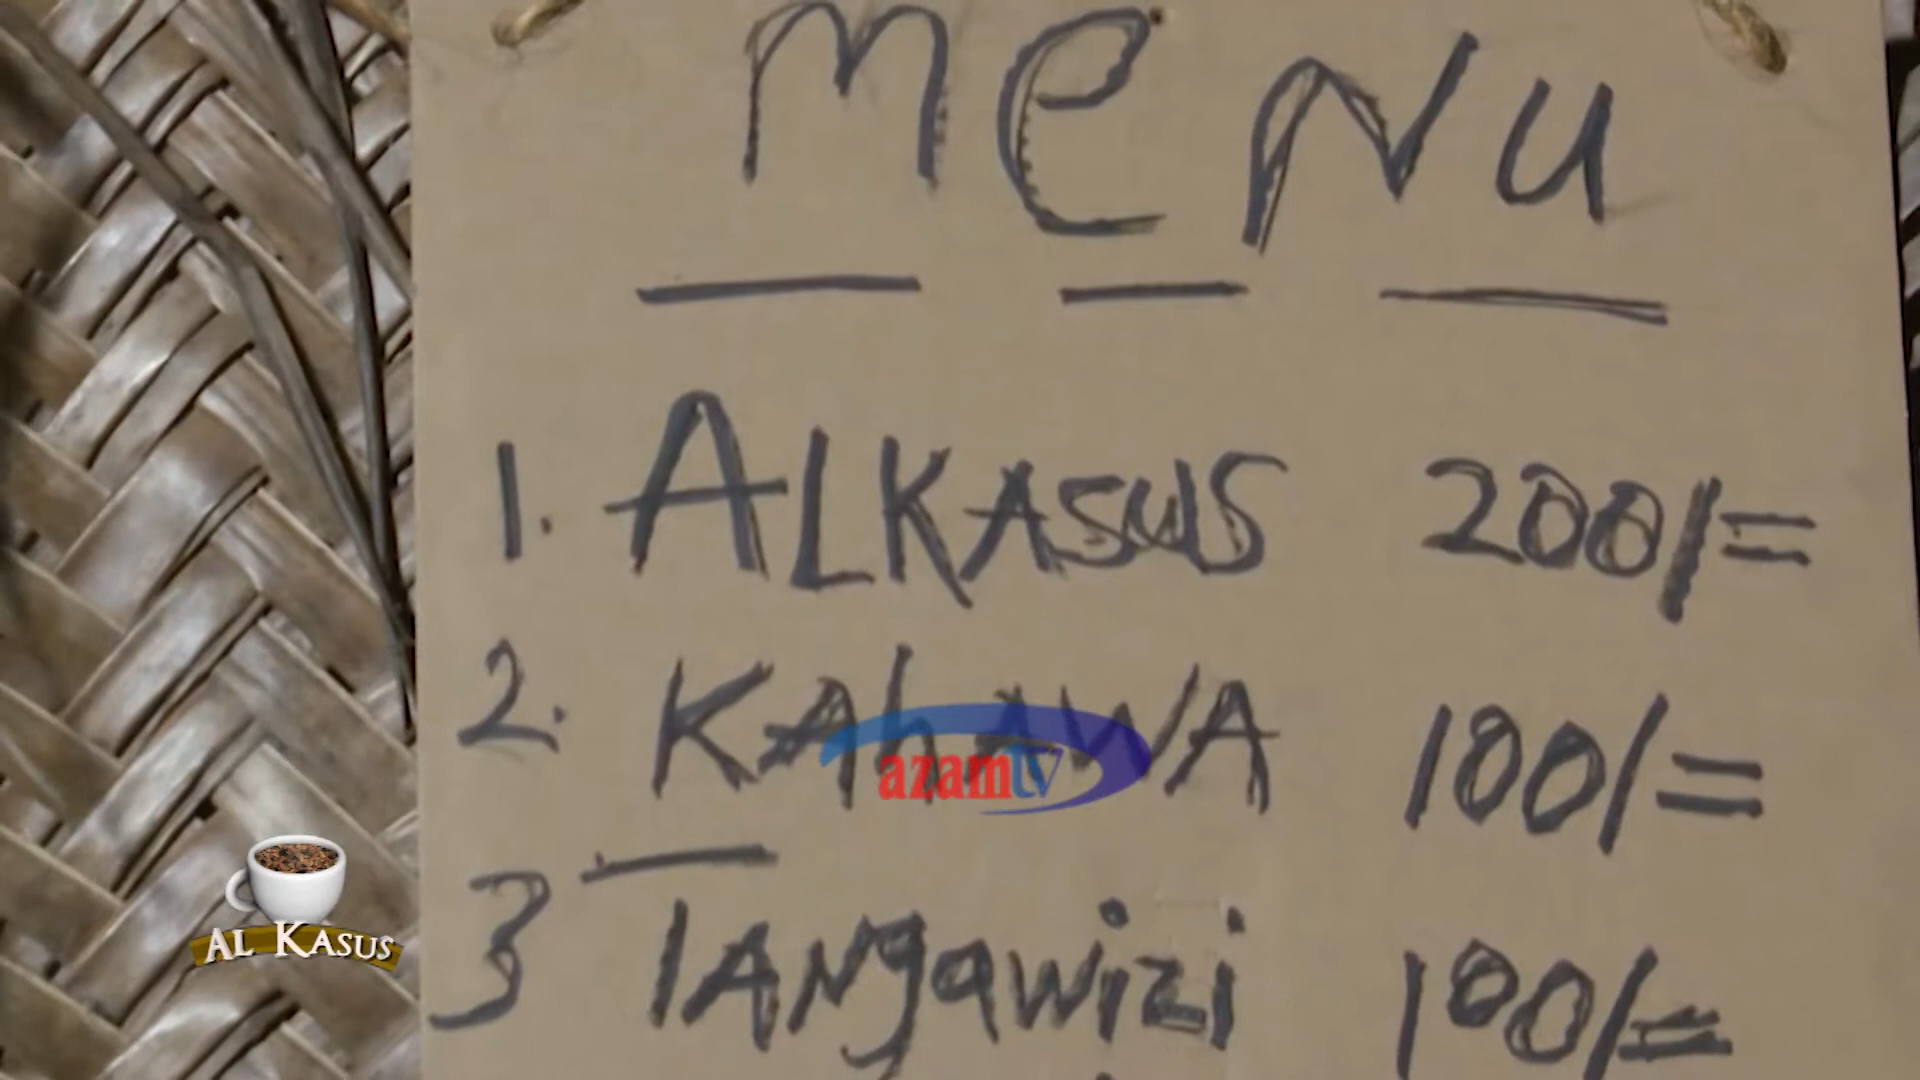 MENU
1. ALKASUS 200/=
2. KAhAWA 100/=
azamtv
3 TANgawizi 100/=
AL KASUS